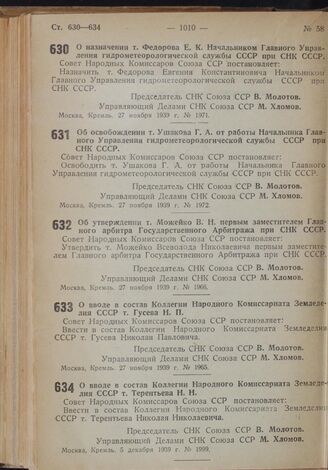 Ст. 630—634 — 1010 — № 58
630 О назначении т. Федорова Е. К. Начальником Главного Управ-
ления гидрометеорологической службы СССР при СНК СССР.
Совет Народных Комиссаров Союза ССР постановляет:
Назначить т. Федорова Евгения Константиновича Начальником
Главного Управления гидрометеорологической службы СССР при
СНК СССР.
Председатель СНК Союза ССР В. Молотов.
Управляющий Делами СНК Союза ССР М. Хломов.
Москва, Кремль. 27 ноября 1939 г. № 1971.
631 Об освобождении т. Ушакова Г. А. от работы Начальника Глав-
ного Управления гидрометеорологической службы СССР при
СНК СССР.
Совет Народных Комиссаров Союза ССР постановляет:
Освободить т. Ушакова Г. А. от работы Начальника Главного
Управления гидрометеорологической службы СССР при СНК СССР.
Председатель СНК Союза ССР В. Молотов.
Управляющий Делами СНК Союза ССР М. Хломов.
Москва, Кремль. 27 ноября 1939 г. № 1972.
632 Об утверждении т. Можейко В. Н. первым заместителем Глав-
ного арбитра Государственного Арбитража при СНК СССР.
Совет Народных Комиссаров Союза ССР постановляет:
Утвердить т. Можейко Всеволода Николаевича первым заместите-
лем Главного арбитра Государственного Арбитража при СНК СССР.
Председатель СНК Союза ССР В. Молотов.
Управляющий Делами СНК Союза ССР М. Хломов.
Москва, Кремль. 27 ноября 1939 г. № 1966.
633 О вводе в состав Коллегии Народного Комиссариата Земледе-
лия СССР т. Гусева Н. П.
Совет Народных Комиссаров Союза ССР постановляет:
Ввести в состав Коллегии Народного Комиссариата Земледелия
СССР т. Гусева Николая Павловича.
Председатель СНК Союза ССР В. Молотов.
Управляющий Делами СНК Союза ССР М. Хломов.
Москва, Кремль. 27 ноября 1939 г. № 1965.
634 О вводе в состав Коллегии Народного Комиссариата Земледе-
лия СССР т. Терентьева Н. Н.
Совет Народных Комиссаров Союза ССР постановляет:
Ввести в состав Коллегии Народного Комиссариата Земледелия
СССР т. Терентьева Николая Николаевича.
Председатель СНК Союза ССР В. Молотов.
Управляющий Делами СНК Союза ССР М. Хломов.
Москва, Кремль. 5 декабря 1939 г. № 1999.